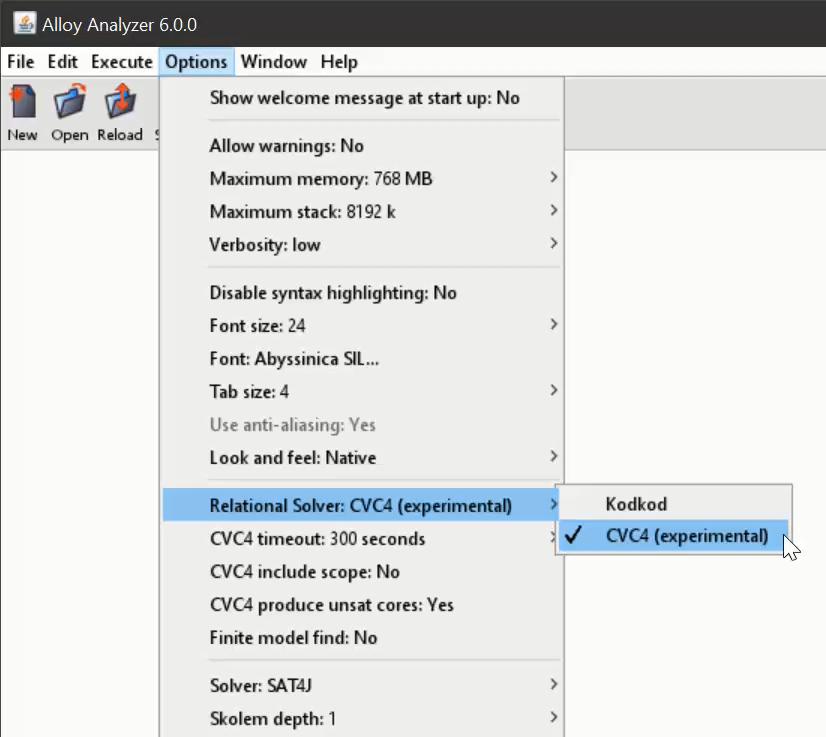 Alloy Analyzer 6.0.0
File Edit Execute Options Window Help
New Open Reload
Show welcome message at start up: No
Allow warnings: No
Maximum memory: 768 MB
Maximum stack: 8192 k
Verbosity: low
Disable syntax highlighting: No
Font size: 24
Font: Abyssinica SIL...
Tab size: 4
Use anti-aliasing: Yes
Look and feel: Native
Relational Solver: CVC4 (experimental)
Kodkod
CVC4 (experimental)
CVC4 timeout: 300 seconds
CVC4 include scope: No
CVC4 produce unsat cores: Yes
Finite model find: No
Solver: SAT4J
Skolem depth: 1